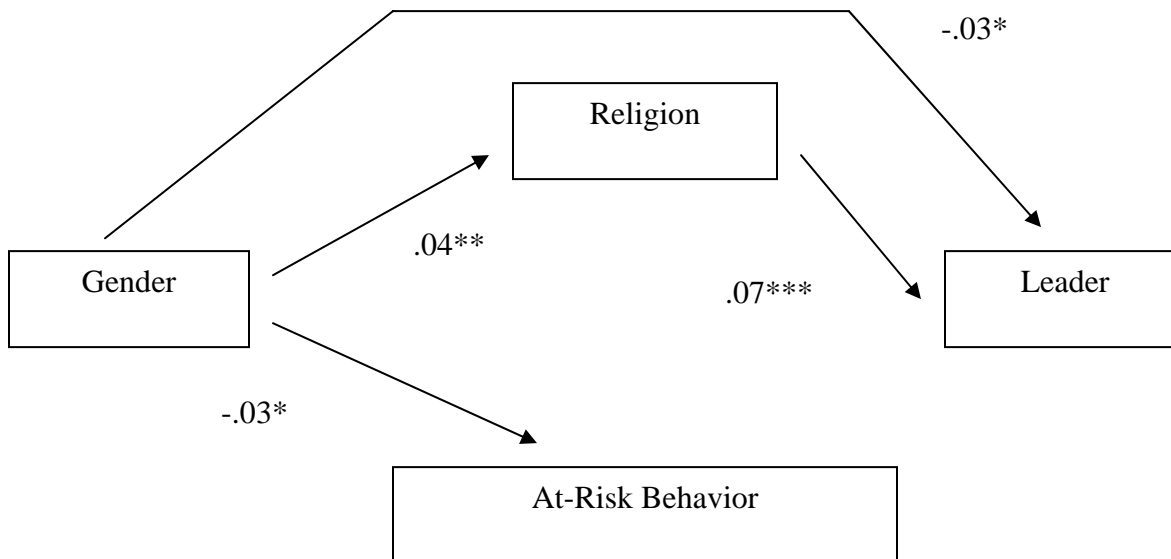 -.03*
Religion
.04**
Gender
Leader
.07***
-.03*
At-Risk Behavior